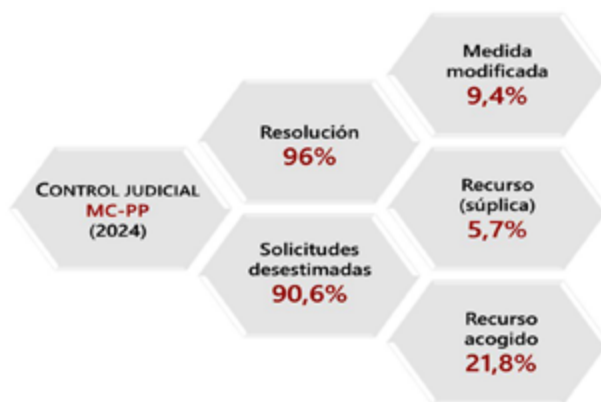 CONTROL JUDICIAL
MC-PP
(2024)
Resolución
96%
Solicitudes
desestimadas
90,6%
Medida
modificada
9,4%
Recurso
(súplica)
5,7%
Recurso
acogido
21,8%